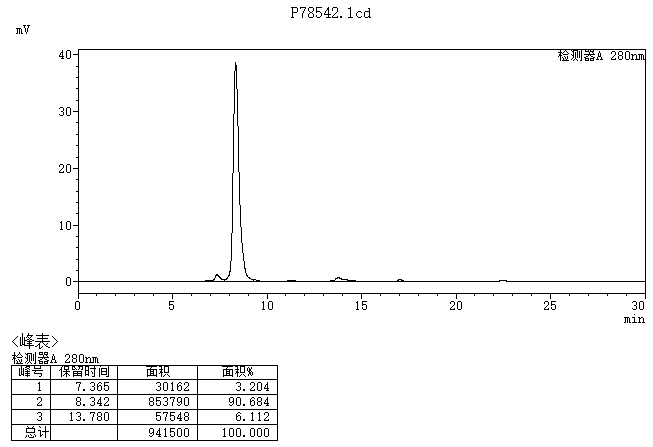 P78542.lcd
mV
检测器A 280nm
40
30
20
10
0
0 5 10 15 20 25 30
min
<峰表>
检测器A 280nm
峰号 保留时间 面积 面积%
1 7.365 30162 3.204
2 8.342 853790 90.684
3 13.780 57548 6.112
总计 941500 100.000